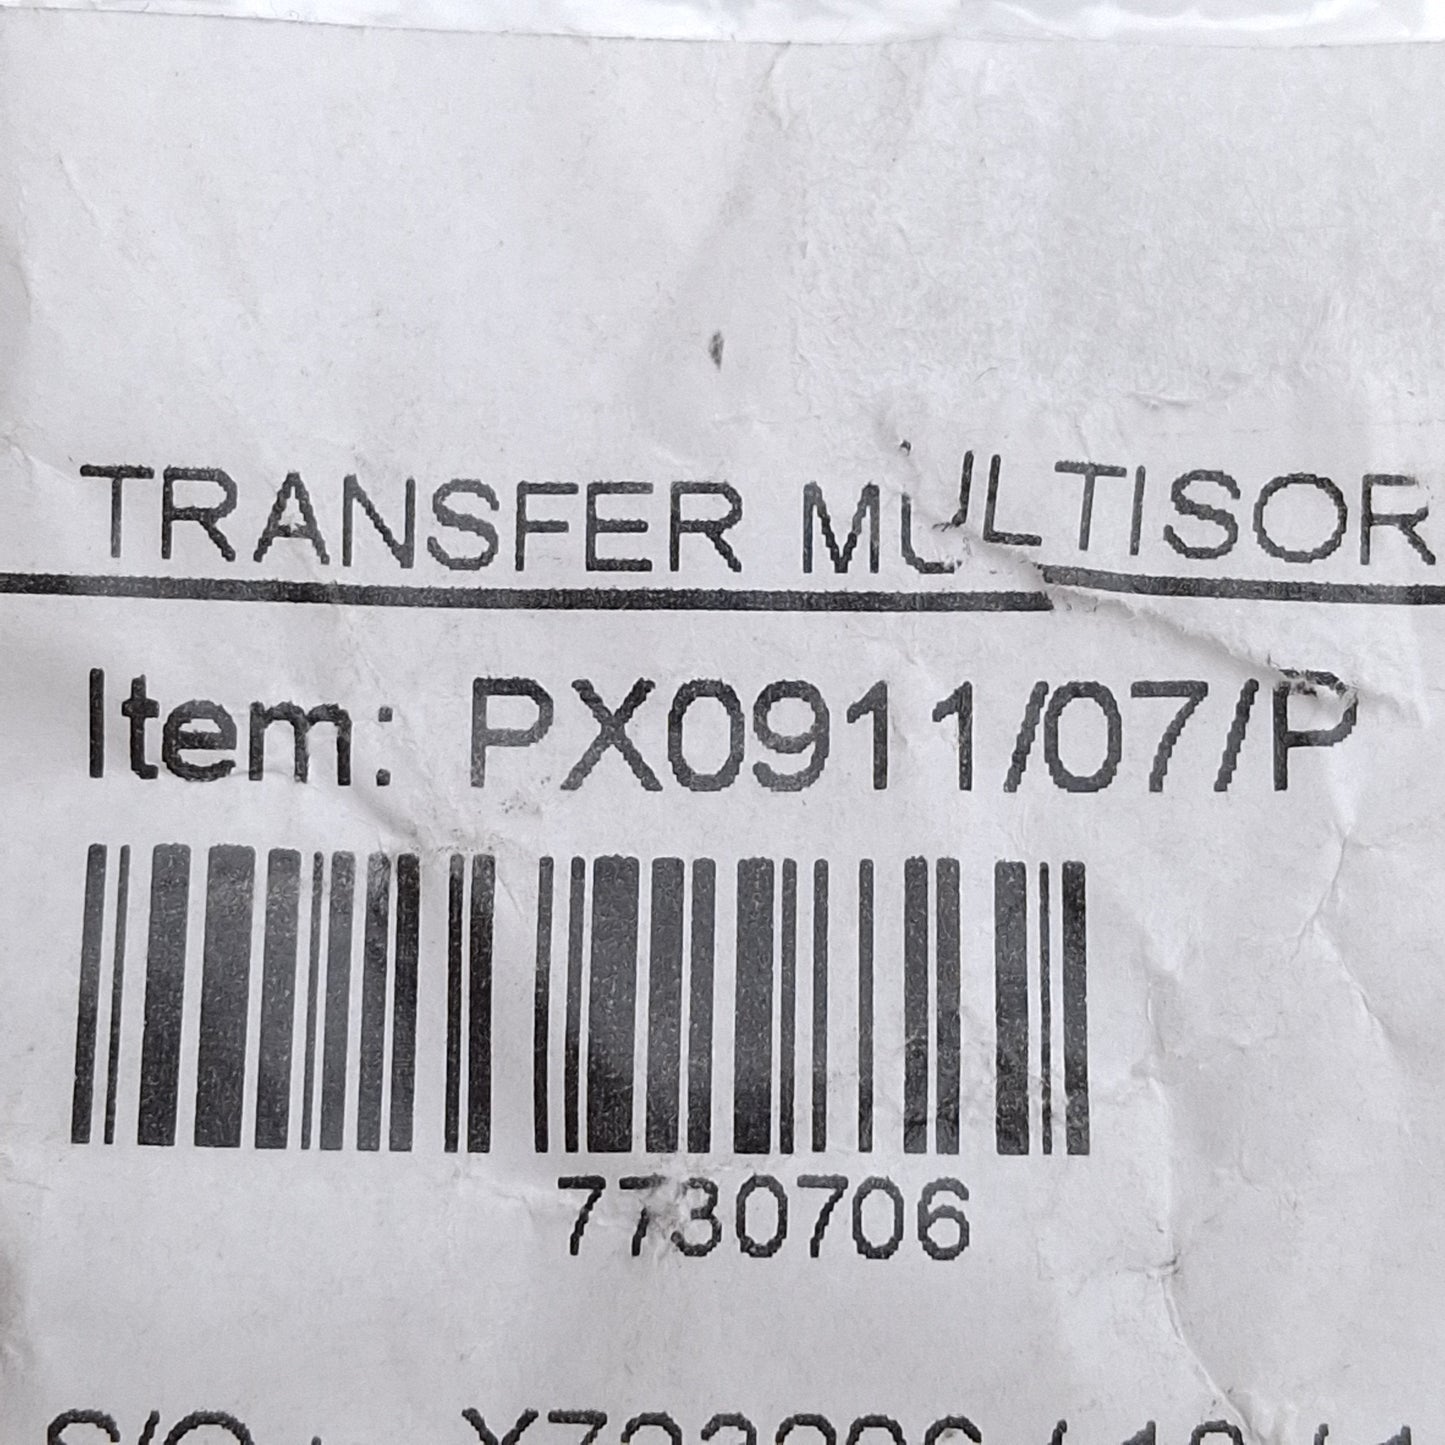 TRANSFER MULTISOR
Item: PX0911/07/P
7730706
S/O :